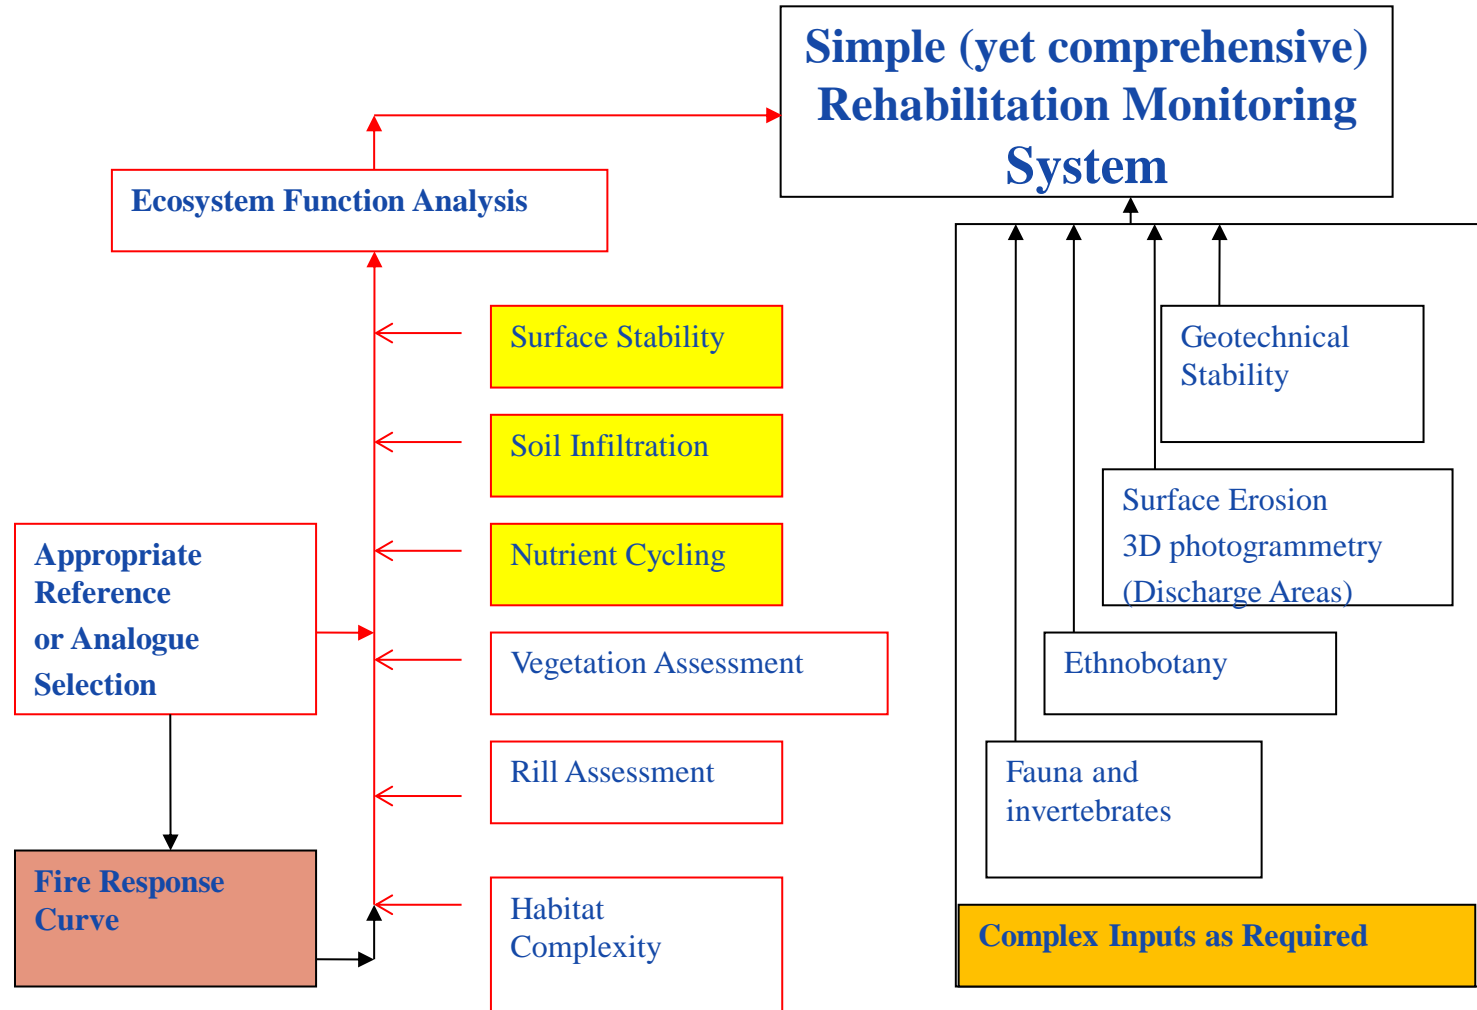 Simple (yet comprehensive)
Rehabilitation Monitoring
System
Ecosystem Function Analysis
Surface Stability
Soil Infiltration
Nutrient Cycling
Appropriate
Reference
or Analogue
Selection
Vegetation Assessment
Rill Assessment
Fire Response
Curve
Habitat
Complexity
Geotechnical
Stability
Surface Erosion
3D photogrammetry
(Discharge Areas)
Ethnobotany
Fauna and
invertebrates
Complex Inputs as Required